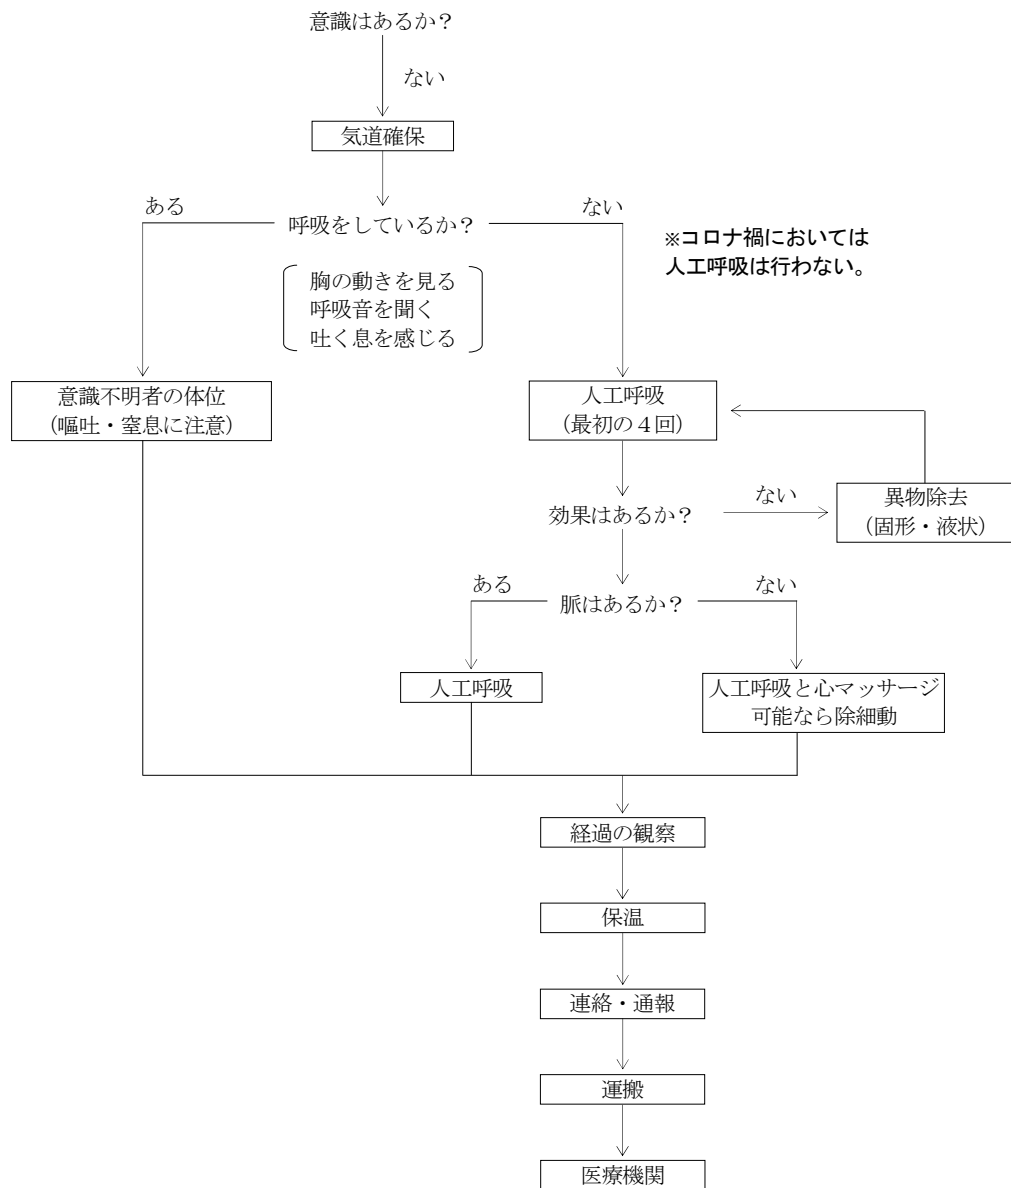 意識はあるか？
ない
気道確保
ある
呼吸をしているか？
ない
※コロナ禍においては
人工呼吸は行わない。
胸の動きを見る
呼吸音を聞く
吐く息を感じる
意識不明者の体位
（嘔吐・窒息に注意）
人工呼吸
（最初の４回）
効果はあるか？
ない
異物除去
（固形・液状）
ある
脈はあるか？
ない
人工呼吸
人工呼吸と心マッサージ
可能なら除細動
経過の観察
保温
連絡・通報
運搬
医療機関